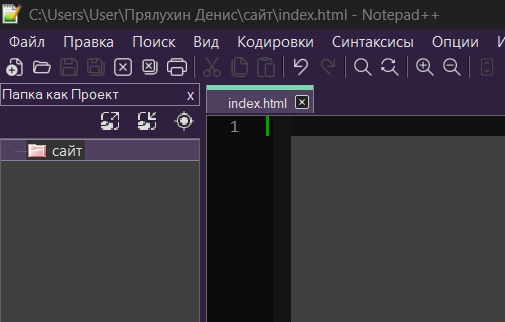 C:\Users\User\Прялухин Денис\сайт\index.html - Notepad++
Файл Правка Поиск Вид Кодировки Синтаксисы Опции И
Папка как Проект x
index.html
1
сайт